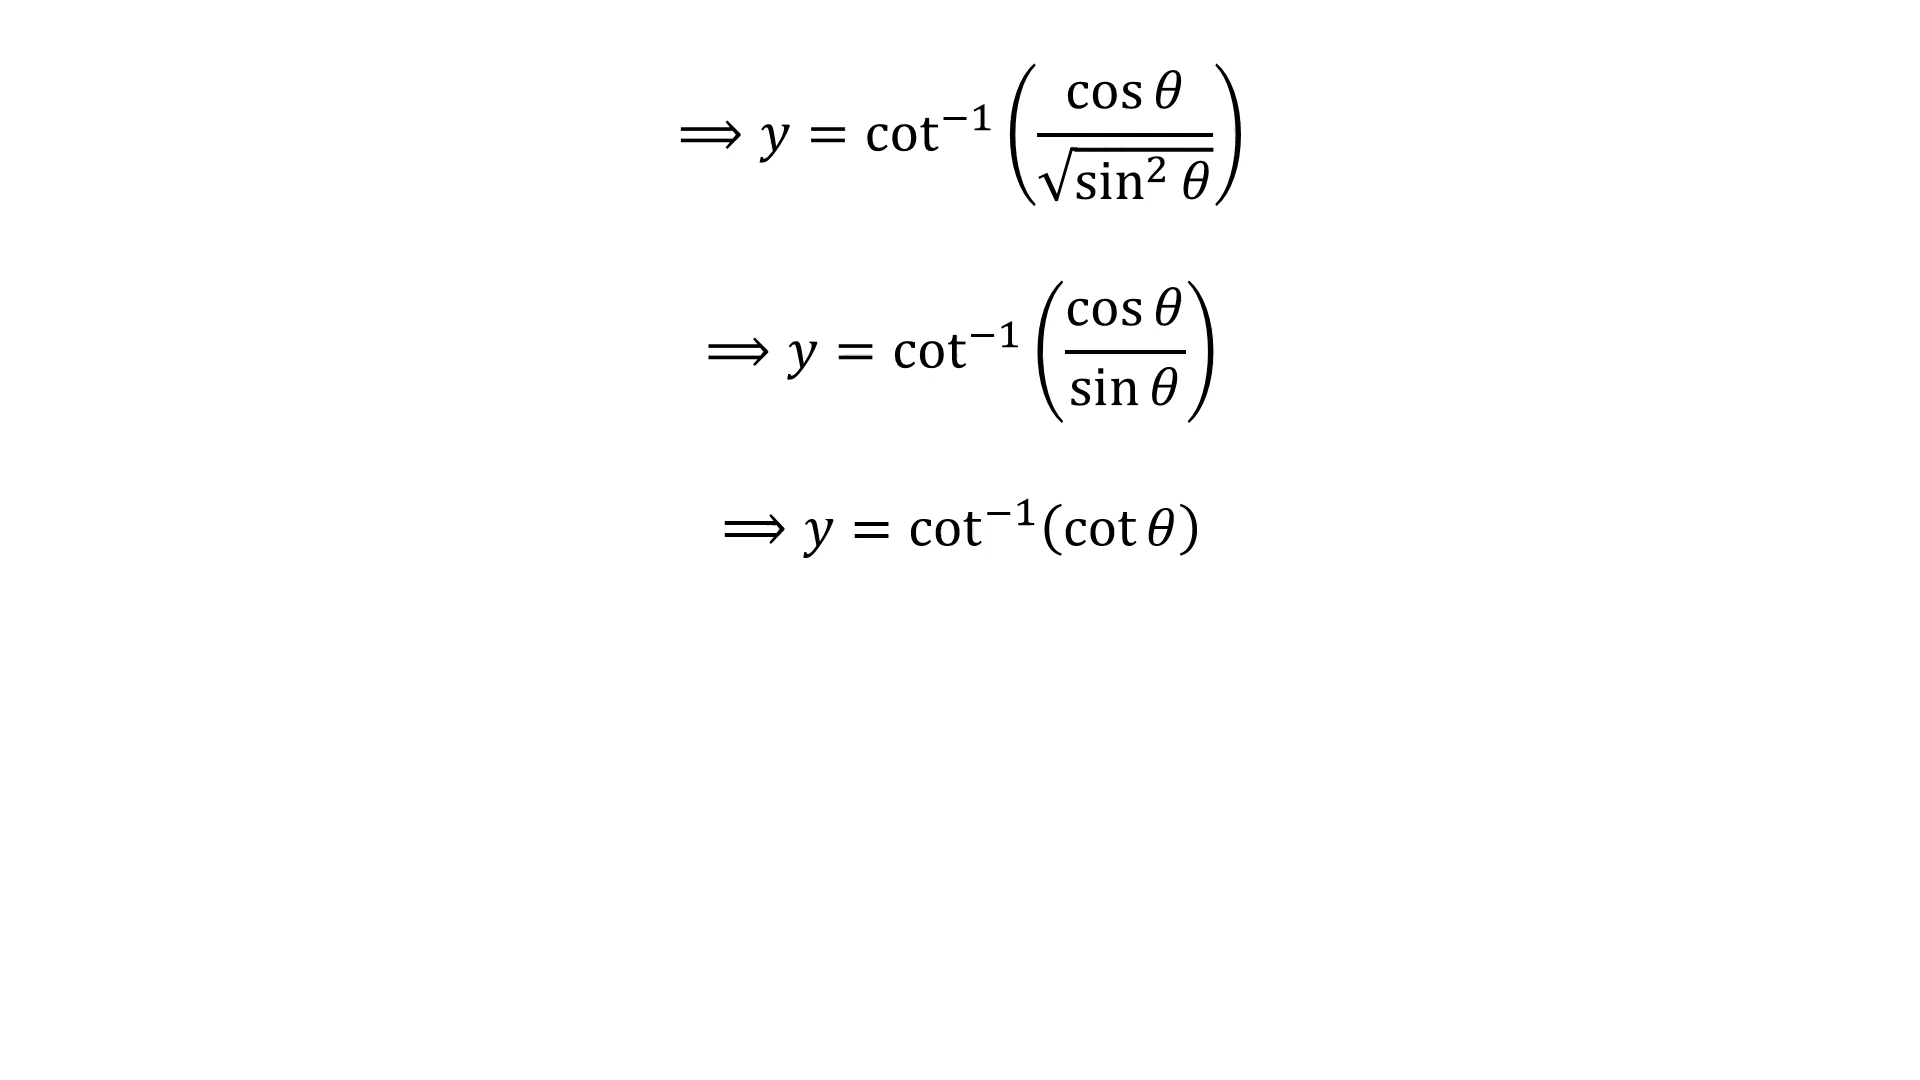 ⟹ y = cot⁻¹ (cos θ / √(sin² θ))
⟹ y = cot⁻¹ (cos θ / sin θ)
⟹ y = cot⁻¹(cot θ)